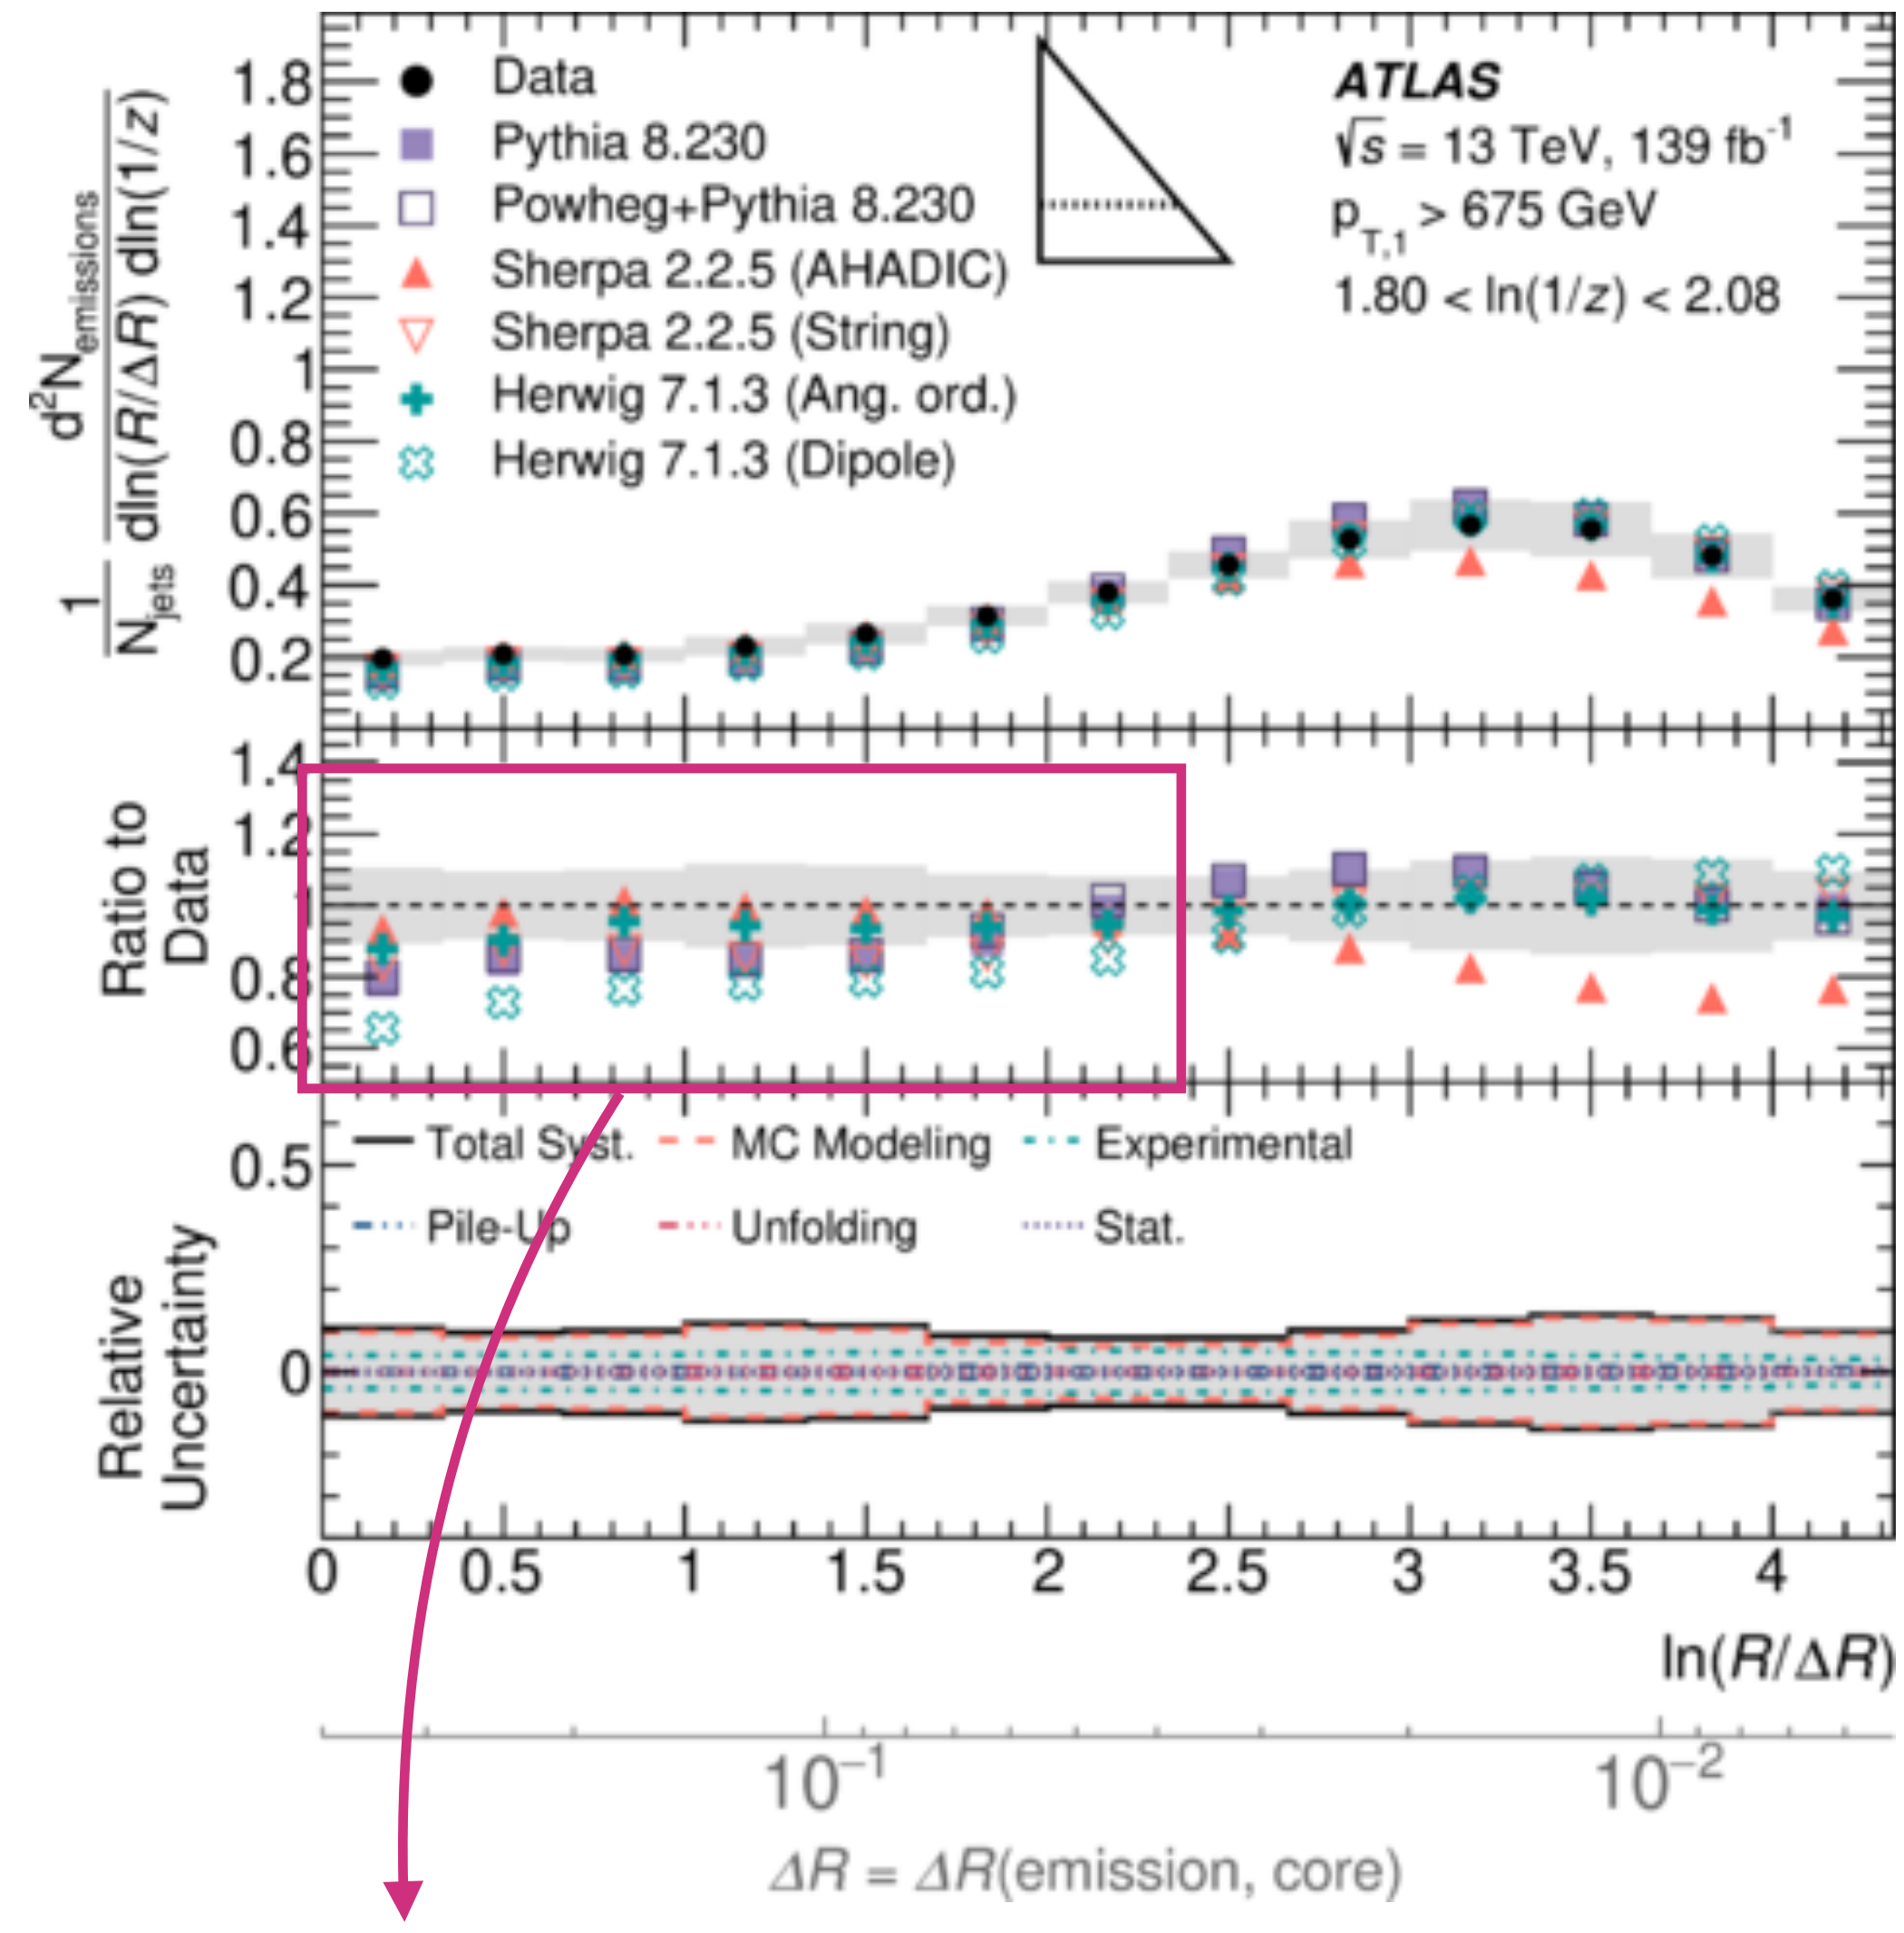 1.8
1.6
1.4
1.2
1
0.8
0.6
0.4
0.2
1/N_jets d²N_emissions / dln(R/ΔR) dln(1/z)
Data
Pythia 8.230
Powheg+Pythia 8.230
Sherpa 2.2.5 (AHADIC)
Sherpa 2.2.5 (String)
Herwig 7.1.3 (Ang. ord.)
Herwig 7.1.3 (Dipole)
ATLAS
√s = 13 TeV, 139 fb⁻¹
p_T,1 > 675 GeV
1.80 < ln(1/z) < 2.08
1.4
1.2
1
0.8
0.6
Ratio to
Data
Total Syst. MC Modeling Experimental
Pile-Up Unfolding Stat.
0.5
0
Relative
Uncertainty
0 0.5 1 1.5 2 2.5 3 3.5 4
ln(R/ΔR)
10⁻¹ 10⁻²
ΔR = ΔR(emission, core)